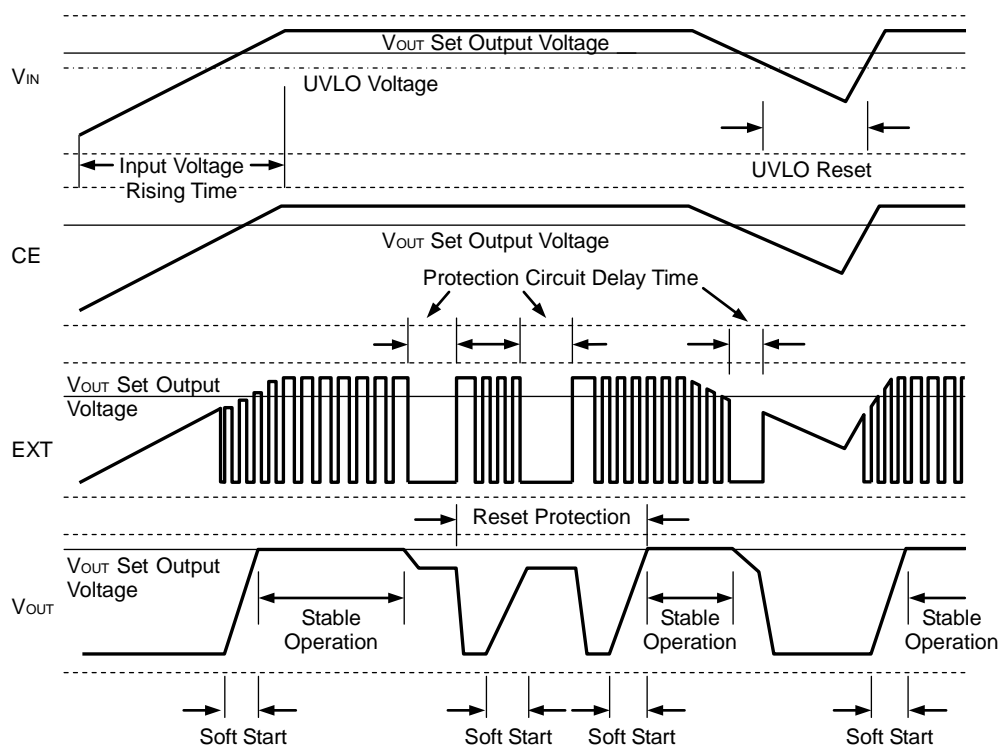 VOUT Set Output Voltage
VIN
UVLO Voltage
Input Voltage
Rising Time
UVLO Reset
VOUT Set Output Voltage
CE
Protection Circuit Delay Time
VOUT Set Output
Voltage
EXT
Reset Protection
VOUT Set Output
Voltage
VOUT
Stable
Operation
Stable
Operation
Stable
Operation
Soft Start
Soft Start
Soft Start
Soft Start